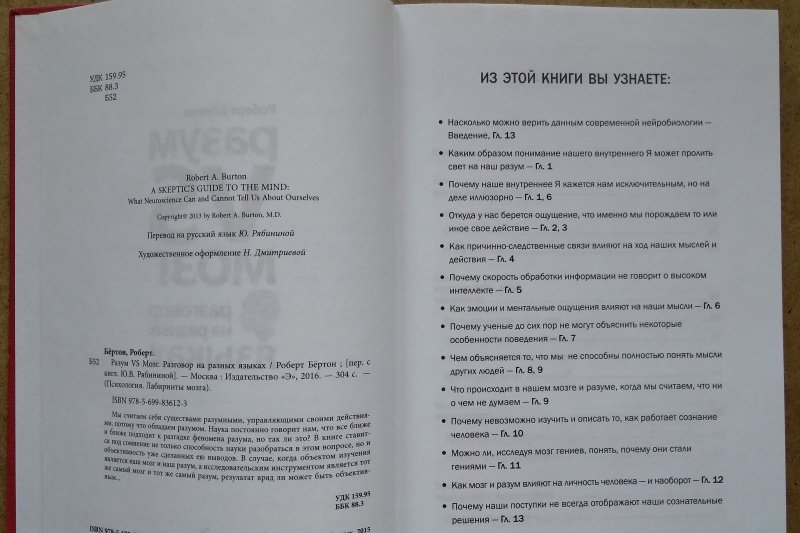 УДК 159.95
ББК 88.3
Б52
Robert A. Burton
A SKEPTIC'S GUIDE TO THE MIND:
What Neuroscience Can and Cannot Tell Us About Ourselves
Copyright© 2013 by Robert A. Burton, M.D.
Перевод на русский язык Ю. Рябининой
Художественное оформление Н. Дмитриевой
Бёртон, Роберт.
Б52 Разум VS Мозг. Разговор на разных языках / Роберт Бёртон ; [пер. с
англ. Ю.В. Рябининой]. — Москва : Издательство «Э», 2016. — 304 с. —
(Психология. Лабиринты мозга).
ISBN 978-5-699-83612-3
Мы считаем себя существами разумными, управляющими своими действия-
ми, потому что обладаем разумом. Наука постоянно говорит нам, что все ближе
и ближе подходит к разгадке феномена разума, но так ли это? В книге ставит-
ся под сомнение не только способность науки разобраться в этом вопросе, но и
объективность уже сделанных ею выводов. В случае, когда объектом изучения
является наш мозг и наш разум, а исследовательским инструментом является тот
же самый мозг и тот же самый разум, результат вряд ли может быть объектив-
ным...
УДК 159.95
ББК 88.3
2015
ИЗ ЭТОЙ КНИГИ ВЫ УЗНАЕТЕ:
• Насколько можно верить данным современной нейробиологии —
Введение, Гл. 13
• Каким образом понимание нашего внутреннего Я может пролить
свет на наш разум — Гл. 1
• Почему наше внутреннее Я кажется нам исключительным, но на
деле иллюзорно — Гл. 1, 6
• Откуда у нас берется ощущение, что именно мы порождаем то или
иное свое действие — Гл. 2, 3
• Как причинно-следственные связи влияют на ход наших мыслей и
действия — Гл. 4
• Почему скорость обработки информации не говорит о высоком
интеллекте — Гл. 5
• Как эмоции и ментальные ощущения влияют на наши мысли — Гл. 6
• Почему ученые до сих пор не могут объяснить некоторые
особенности поведения — Гл. 7
• Чем объясняется то, что мы не способны полностью понять мысли
других людей — Гл. 8, 9
• Что происходит в нашем мозге и разуме, когда мы считаем, что ни
о чем не думаем — Гл. 9
• Почему невозможно изучить и описать то, как работает сознание
человека — Гл. 10
• Можно ли, исследуя мозг гениев, понять, почему они стали
гениями — Гл. 11
• Как мозг и разум влияют на личность человека — и наоборот — Гл. 12
• Почему наши поступки не всегда отображают наши сознательные
решения — Гл. 13